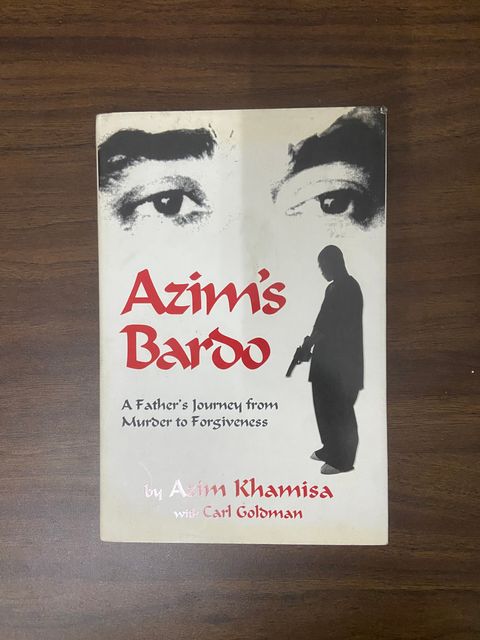 Azim's
Bardo
A Father's Journey from
Murder to Forgiveness
by Azim Khamisa
with Carl Goldman